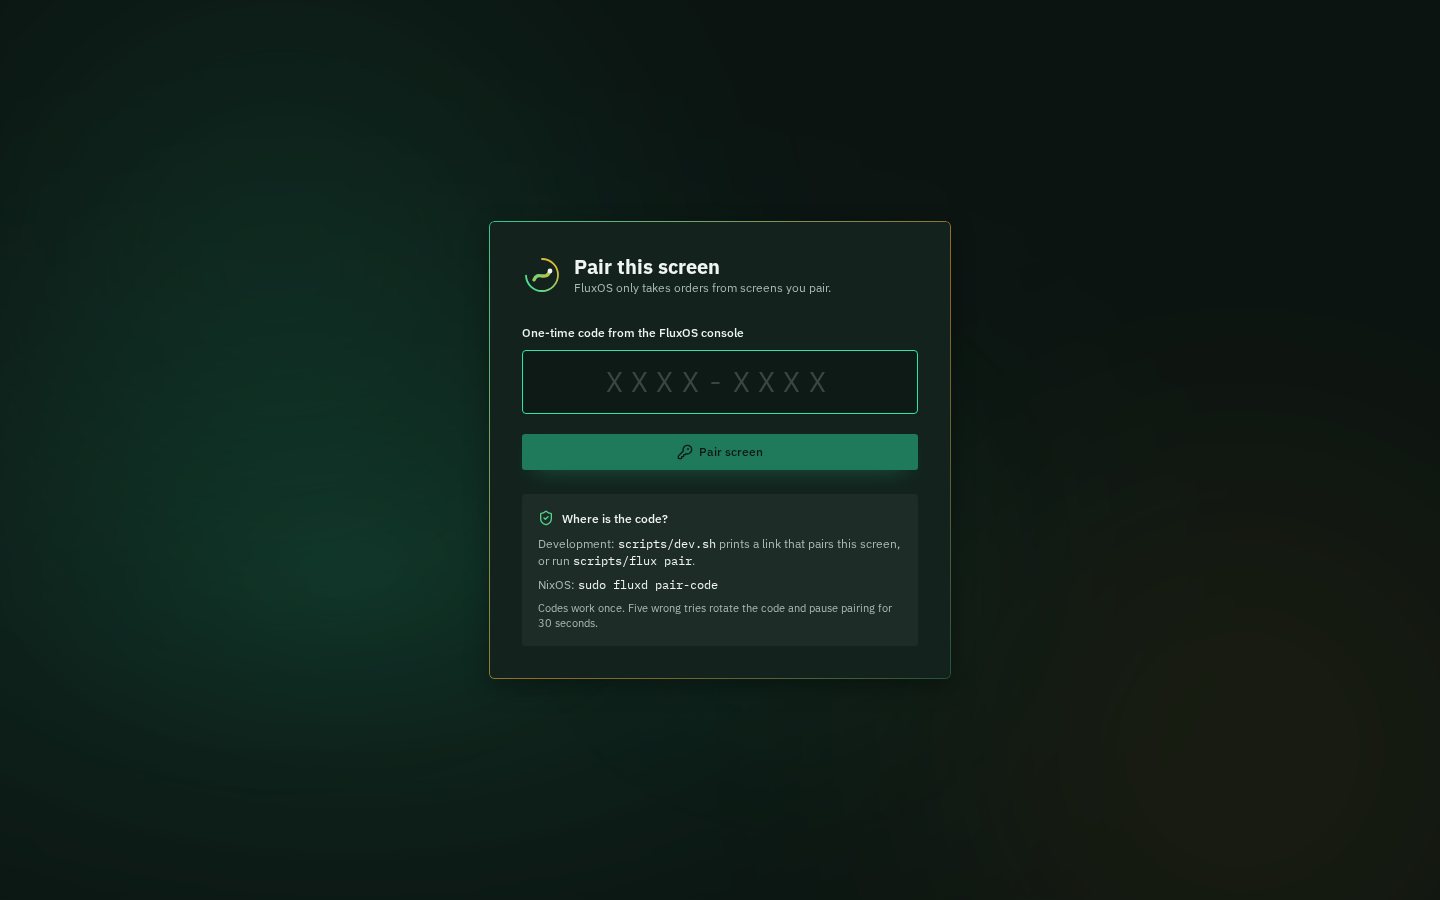 Pair this screen
FluxOS only takes orders from screens you pair.
One-time code from the FluxOS console
XXXX-XXXX
Pair screen
Where is the code?
Development: scripts/dev.sh prints a link that pairs this screen,
or run scripts/flux pair.
NixOS: sudo fluxd pair-code
Codes work once. Five wrong tries rotate the code and pause pairing for
30 seconds.